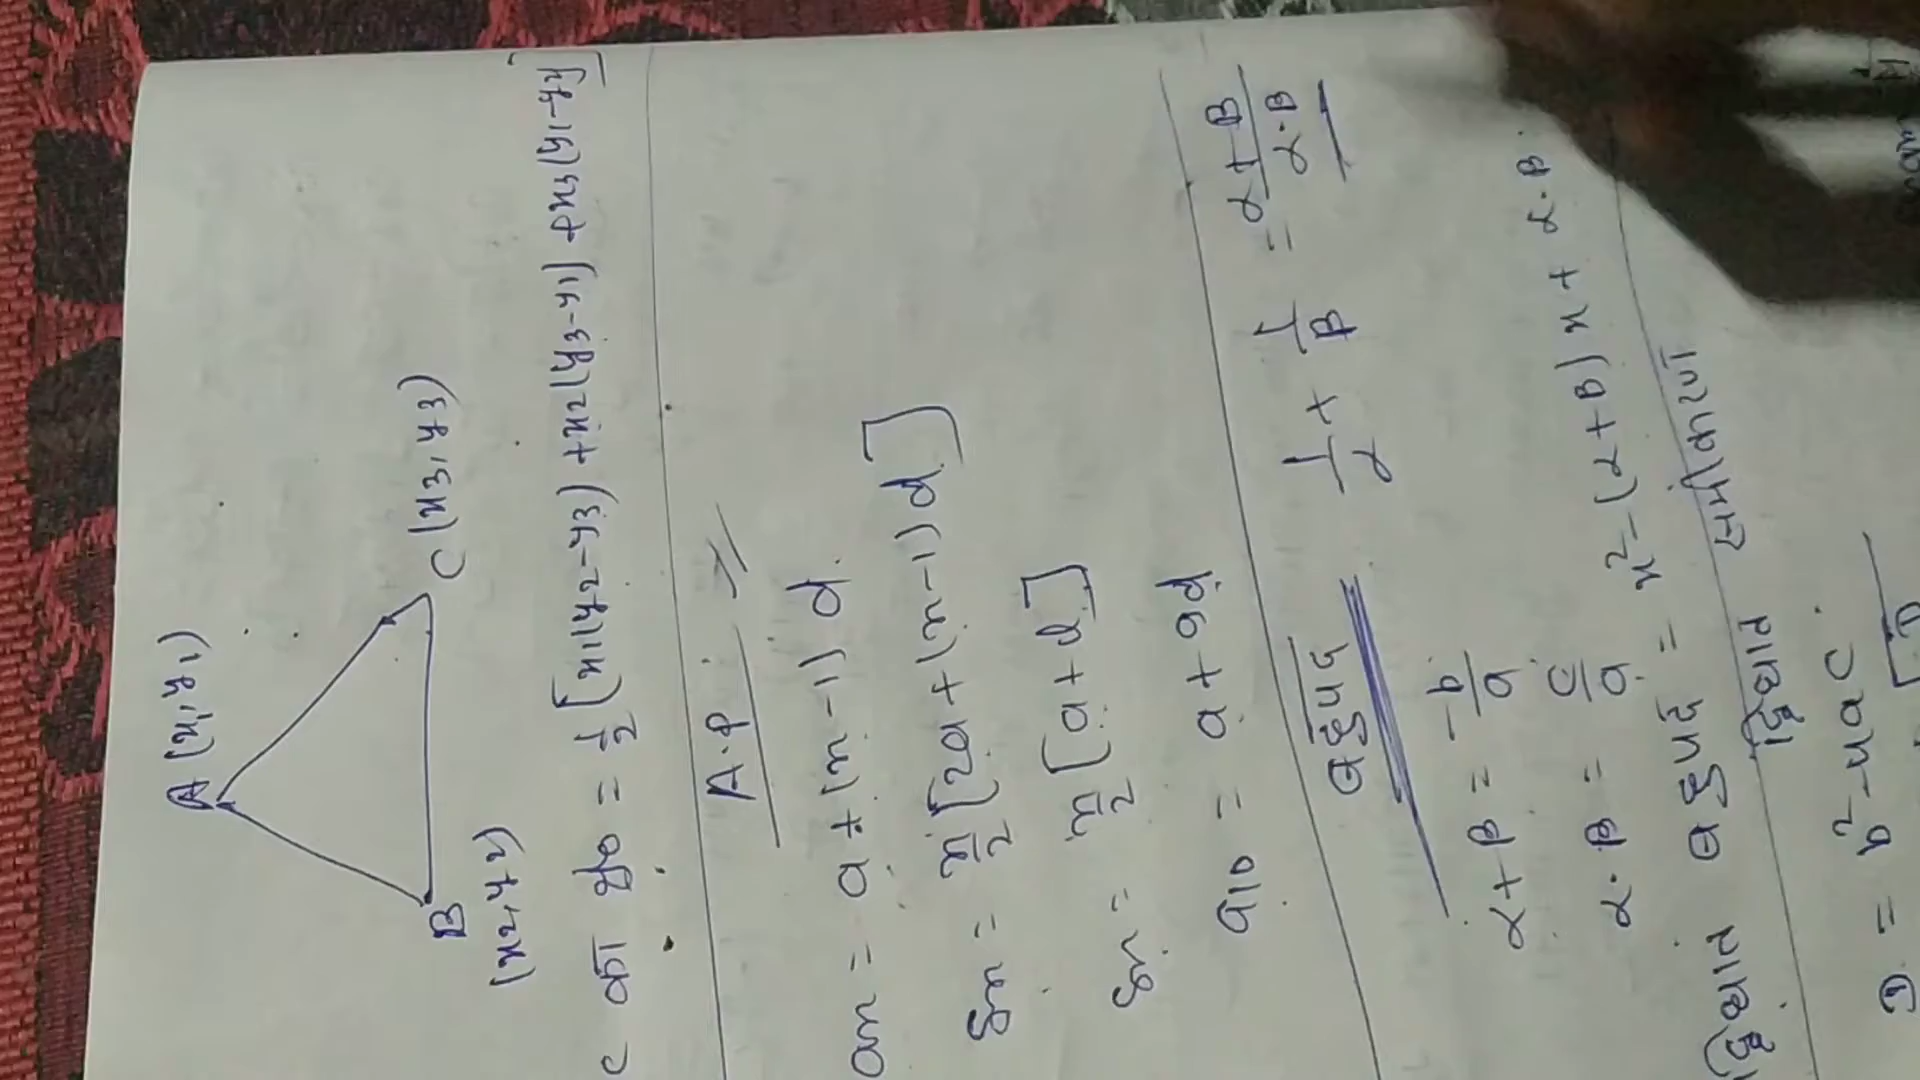 A (x1, y1)
B
(x2, y2)
C (x3, y3)
c का क्षे० = 1/2 [x1(y2-y3) + x2(y3-y1) + x3(y1-y2)]
A.P
an = a + (n-1) d
Sn = n/2 [2a + (n-1) d]
Sn = n/2 [a + l]
a10 = a + 9d
बहुपद
1/α + 1/β = α+β/α.β
α+β = -b/a
α.β = c/a
द्विघात बहुपद = x²-(α+β)x + α.β.
द्विघात समीकरण
D = b²-4ac